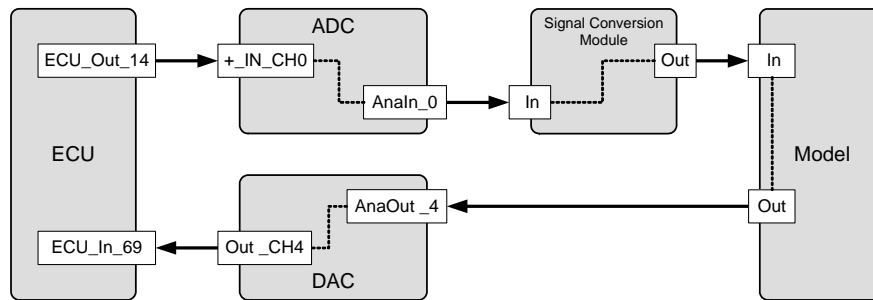 ADC
Signal Conversion
Module
ECU_Out_14
+_IN_CH0
Out
In
AnaIn_0
In
ECU
Model
AnaOut _4
Out
ECU_In_69
Out _CH4
DAC